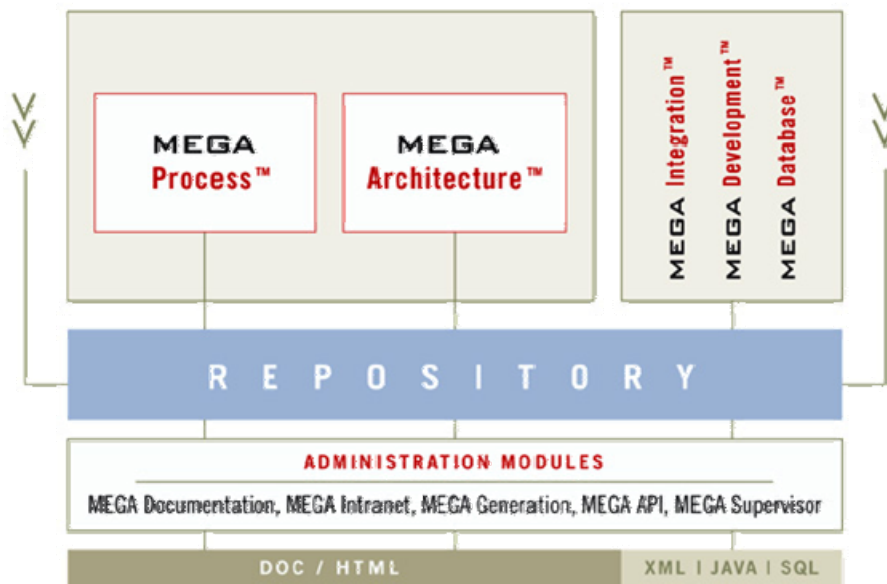 MEGA
Process™
MEGA
Architecture™
MEGA Integration™
MEGA Development™
MEGA Database™
REPOSITORY
ADMINISTRATION MODULES
MEGA Documentation, MEGA Intranet, MEGA Generation, MEGA API, MEGA Supervisor
DOC / HTML
XML | JAVA | SQL